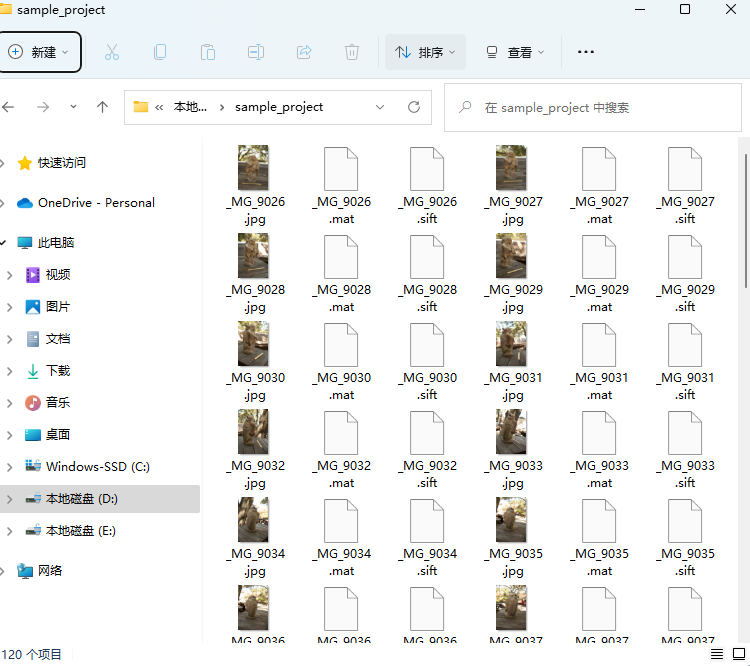 sample_project
新建
排序
查看
本地...
sample_project
在 sample_project 中搜索
快速访问
OneDrive - Personal
此电脑
视频
图片
文档
下载
音乐
桌面
Windows-SSD (C:)
本地磁盘 (D:)
本地磁盘 (E:)
网络
_MG_9026
.jpg
_MG_9026
.mat
_MG_9026
.sift
_MG_9027
.jpg
_MG_9027
.mat
_MG_9027
.sift
_MG_9028
.jpg
_MG_9028
.mat
_MG_9028
.sift
_MG_9029
.jpg
_MG_9029
.mat
_MG_9029
.sift
_MG_9030
.jpg
_MG_9030
.mat
_MG_9030
.sift
_MG_9031
.jpg
_MG_9031
.mat
_MG_9031
.sift
_MG_9032
.jpg
_MG_9032
.mat
_MG_9032
.sift
_MG_9033
.jpg
_MG_9033
.mat
_MG_9033
.sift
_MG_9034
.jpg
_MG_9034
.mat
_MG_9034
.sift
_MG_9035
.jpg
_MG_9035
.mat
_MG_9035
.sift
_MG_9036
_MG_9036
_MG_9036
_MG_9037
_MG_9037
_MG_9037
120 个项目